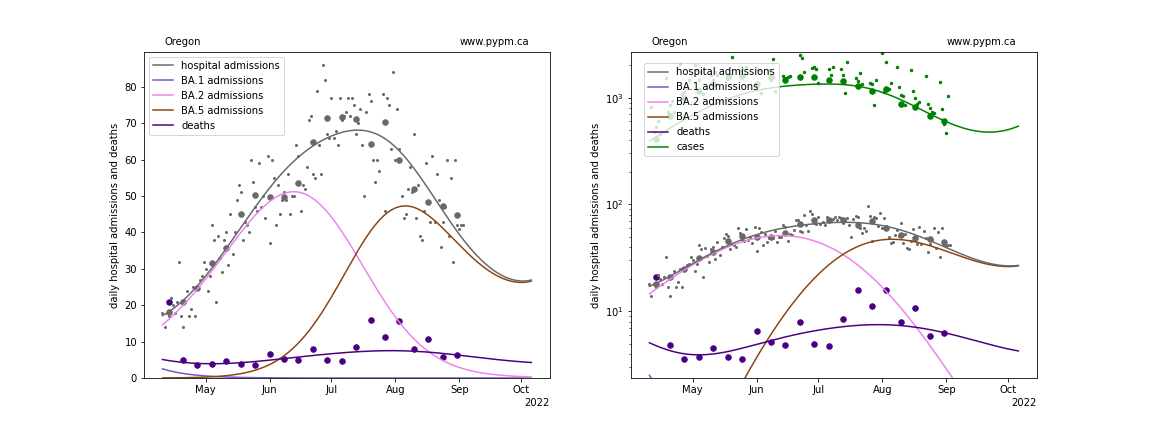 Oregon www.pypm.ca
hospital admissions
BA.1 admissions
BA.2 admissions
BA.5 admissions
deaths
daily hospital admissions and deaths
80
70
60
50
40
30
20
10
0
May Jun Jul Aug Sep Oct
2022
Oregon www.pypm.ca
hospital admissions
BA.1 admissions
BA.2 admissions
BA.5 admissions
deaths
cases
daily hospital admissions and deaths
10³
10²
10¹
May Jun Jul Aug Sep Oct
2022